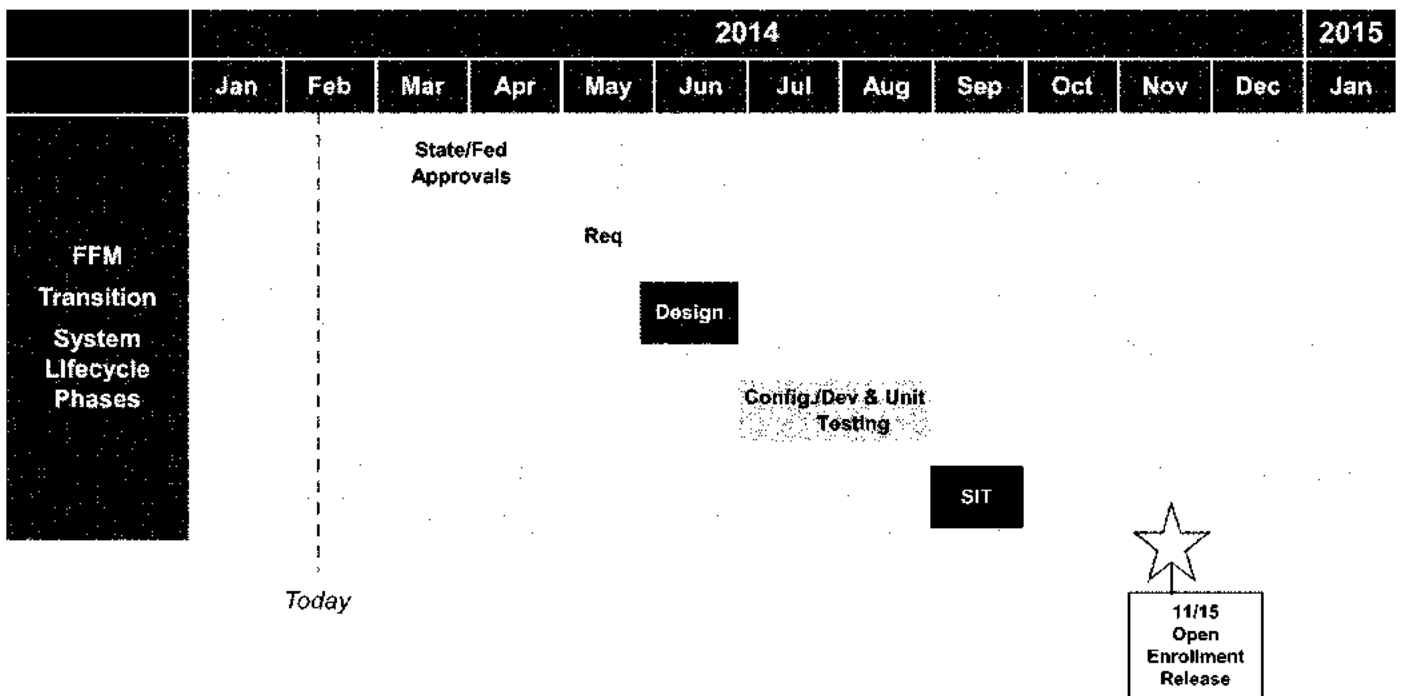 2014 2015
Jan Feb Mar Apr May Jun Jul Aug Sep Oct Nov Dec Jan
State/Fed
Approvals
Req
FFM
Transition
System
Lifecycle
Phases
Design
Config./Dev & Unit
Testing
SIT
Today
11/15
Open
Enrollment
Release